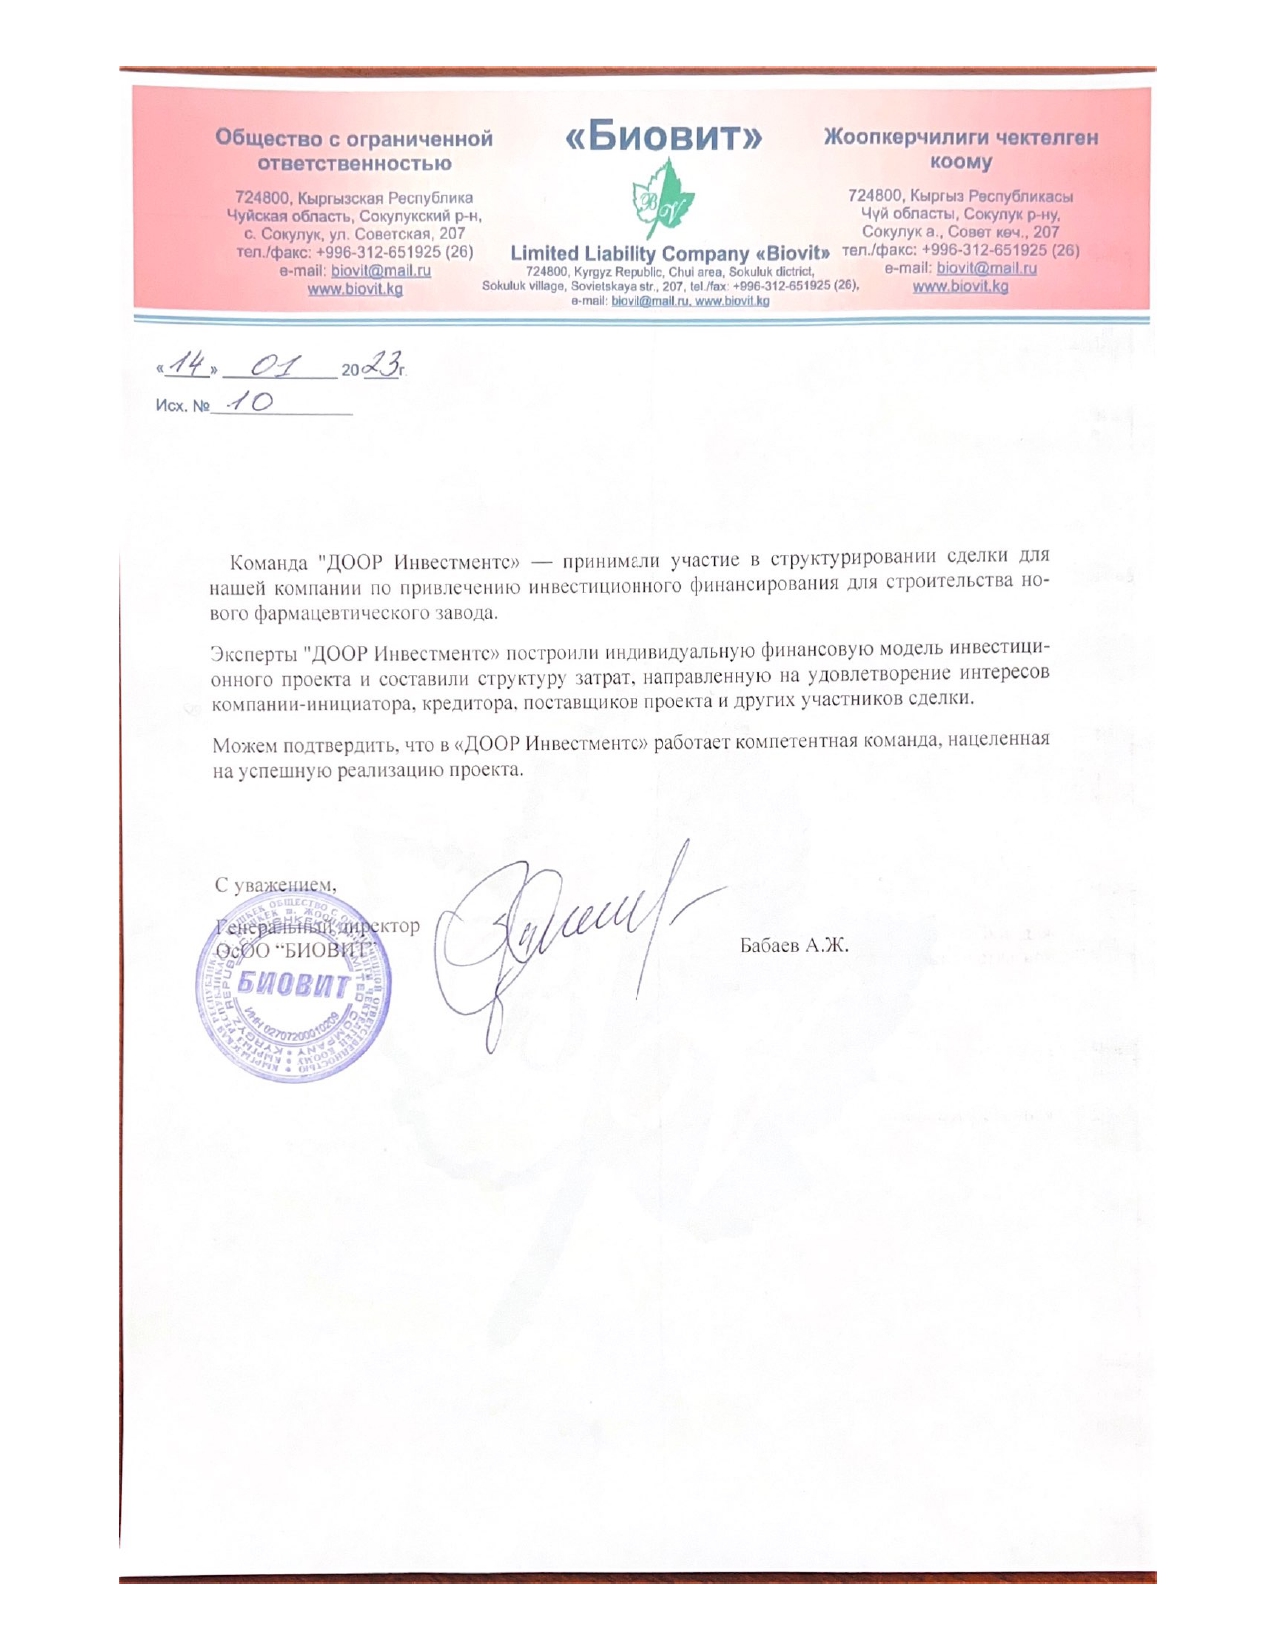 Общество с ограниченной
ответственностью
724800, Кыргызская Республика
Чуйская область, Сокулукский р-н,
с. Сокулук, ул. Советская, 207
тел./факс: +996-312-651925 (26)
e-mail: biovit@mail.ru
www.biovit.kg
«Биовит»
BV
Limited Liability Company «Biovit»
724800, Kyrgyz Republic, Chui area, Sokuluk dictrict,
Sokuluk village, Sovietskaya str., 207, tel./fax: +996-312-651925 (26),
e-mail: biovit@mail.ru, www.biovit.kg
Жоопкерчилиги чектелген
коому
724800, Кыргыз Республикасы
Чүй областы, Сокулук р-ну,
Сокулук а., Совет көч., 207
тел./факс: +996-312-651925 (26)
e-mail: biovit@mail.ru
www.biovit.kg
«14» 01 2023г.
Исх. № 10
Команда "ДООР Инвестментс» — принимали участие в структурировании сделки для
нашей компании по привлечению инвестиционного финансирования для строительства но-
вого фармацевтического завода.
Эксперты "ДООР Инвестментс» построили индивидуальную финансовую модель инвестици-
онного проекта и составили структуру затрат, направленную на удовлетворение интересов
компании-инициатора, кредитора, поставщиков проекта и других участников сделки.
Можем подтвердить, что в «ДООР Инвестментс» работает компетентная команда, нацеленная
на успешную реализацию проекта.
С уважением,
Генеральный директор
ОсОО “БИОВИТ”
Бабаев А.Ж.
БИОВИТ
ИНН 02707200010209